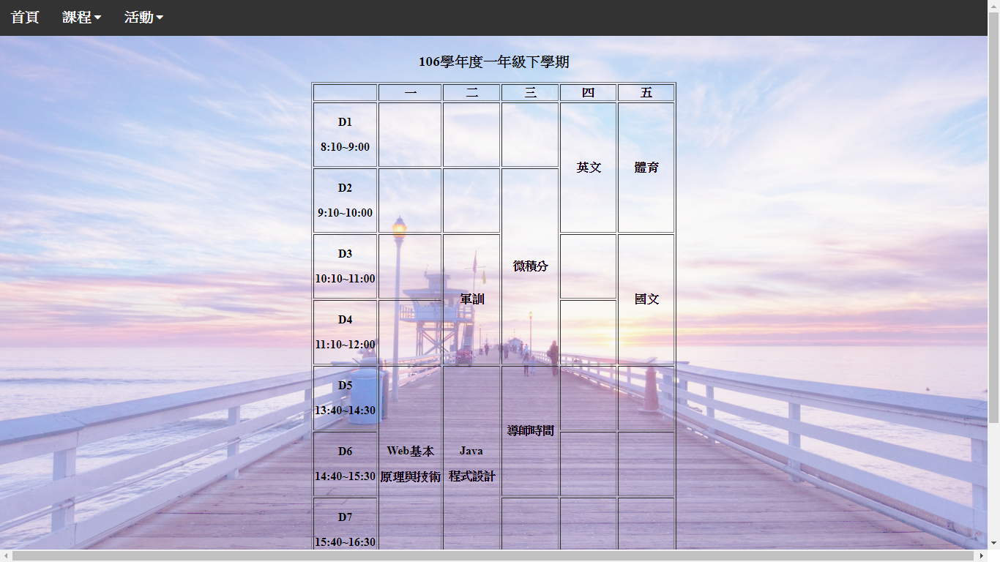 首頁 課程 活動
106學年度一年級下學期
一 二 三 四 五
D1
8:10~9:00
英文 體育
D2
9:10~10:00
D3
10:10~11:00
微積分
軍訓 國文
D4
11:10~12:00
D5
13:40~14:30
導師時間
D6 Web基本 Java
14:40~15:30 原理與技術 程式設計
D7
15:40~16:30